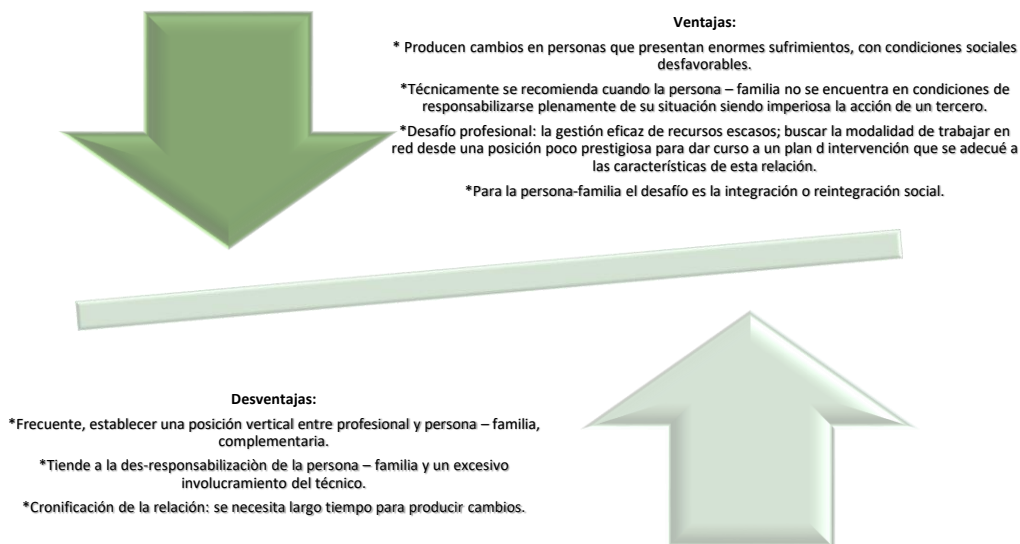 Ventajas:
* Producen cambios en personas que presentan enormes sufrimientos, con condiciones sociales
desfavorables.
*Técnicamente se recomienda cuando la persona – familia no se encuentra en condiciones de
responsabilizarse plenamente de su situación siendo imperiosa la acción de un tercero.
*Desafío profesional: la gestión eficaz de recursos escasos; buscar la modalidad de trabajar en
red desde una posición poco prestigiosa para dar curso a un plan d intervención que se adecué a
las características de esta relación.
*Para la persona-familia el desafío es la integración o reintegración social.
Desventajas:
*Frecuente, establecer una posición vertical entre profesional y persona – familia,
complementaria.
*Tiende a la des-responsabilizaciòn de la persona – familia y un excesivo
involucramiento del técnico.
*Cronificación de la relación: se necesita largo tiempo para producir cambios.